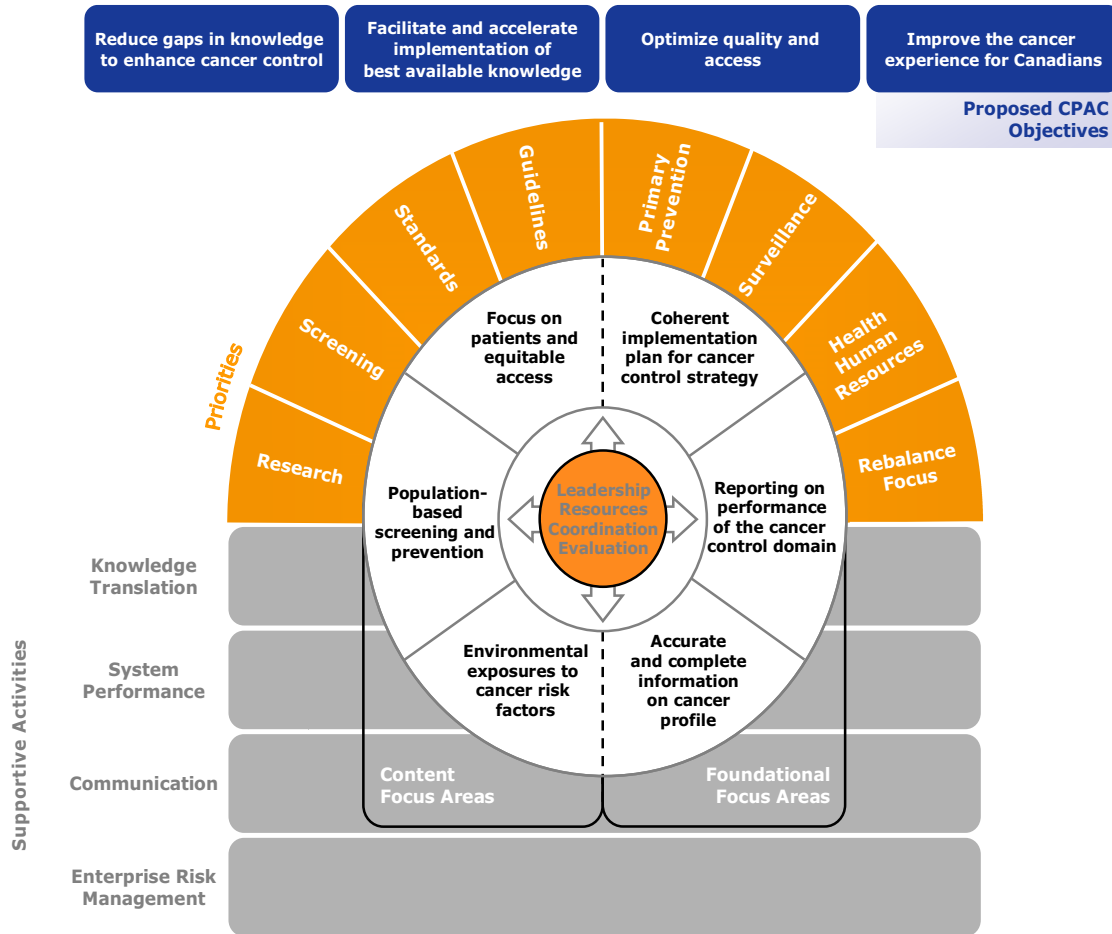 Reduce gaps in knowledge
to enhance cancer control
Facilitate and accelerate
implementation of
best available knowledge
Optimize quality and
access
Improve the cancer
experience for Canadians
Proposed CPAC
Objectives
Priorities
Research
Screening
Standards
Guidelines
Primary
Prevention
Surveillance
Health
Human
Resources
Rebalance
Focus
Focus on
patients and
equitable
access
Coherent
implementation
plan for cancer
control strategy
Population-
based
screening and
prevention
Leadership
Resources
Coordination
Evaluation
Reporting on
performance
of the cancer
control domain
Environmental
exposures to
cancer risk
factors
Accurate
and complete
information
on cancer
profile
Content
Focus Areas
Foundational
Focus Areas
Supportive Activities
Knowledge
Translation
System
Performance
Communication
Enterprise Risk
Management